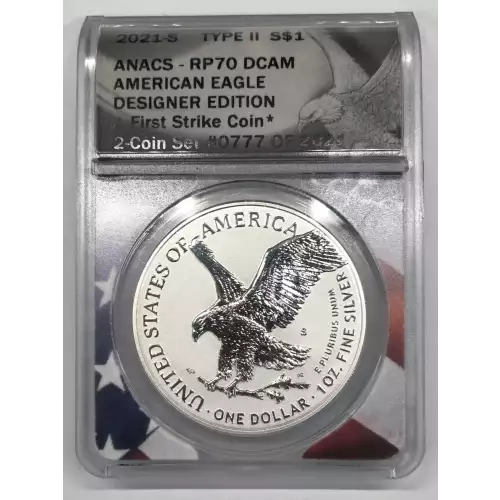 2021-S TYPE II S$1
ANACS - RP70 DCAM
AMERICAN EAGLE
DESIGNER EDITION
First Strike Coin*
2-Coin Set #0777 OF
UNITED STATES OF AMERICA
S
E PLURIBUS UNUM
· ONE DOLLAR · 1 OZ. FINE SILVER